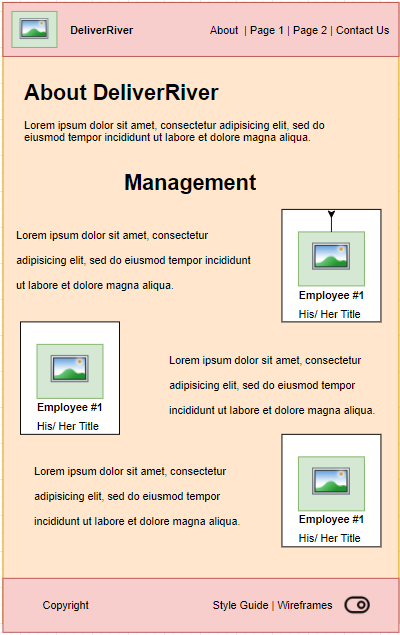 DeliverRiver
About | Page 1 | Page 2 | Contact Us
About DeliverRiver
Lorem ipsum dolor sit amet, consectetur adipisicing elit, sed do
eiusmod tempor incididunt ut labore et dolore magna aliqua.
Management
Lorem ipsum dolor sit amet, consectetur
adipisicing elit, sed do eiusmod tempor incididunt
ut labore et dolore magna aliqua.
Employee #1
His/ Her Title
Employee #1
His/ Her Title
Lorem ipsum dolor sit amet, consectetur
adipisicing elit, sed do eiusmod tempor
incididunt ut labore et dolore magna aliqua.
Lorem ipsum dolor sit amet, consectetur
adipisicing elit, sed do eiusmod tempor
incididunt ut labore et dolore magna aliqua.
Employee #1
His/ Her Title
Copyright
Style Guide | Wireframes